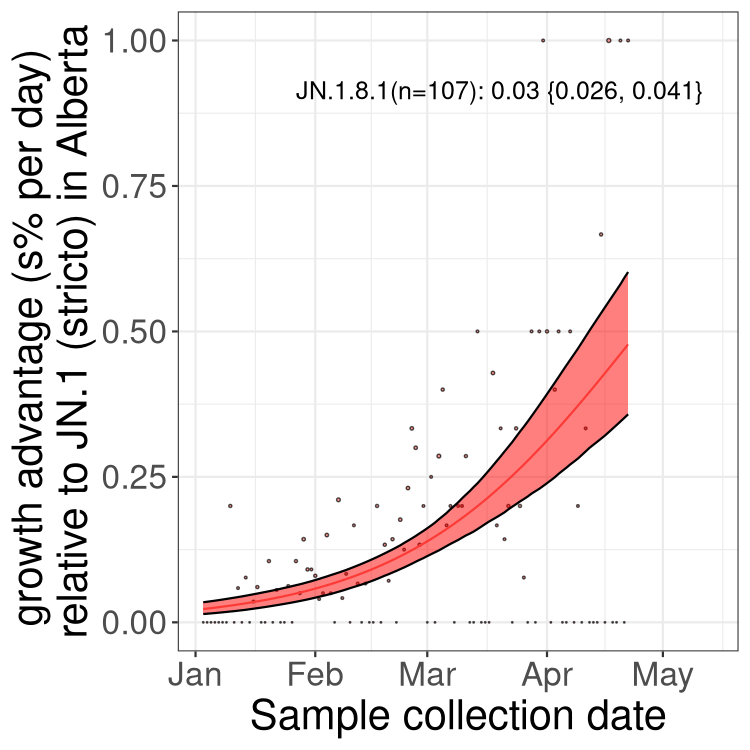 growth advantage (s% per day)
relative to JN.1 (stricto) in Alberta
1.00
0.75
0.50
0.25
0.00
JN.1.8.1(n=107): 0.03 {0.026, 0.041}
Jan Feb Mar Apr May
Sample collection date